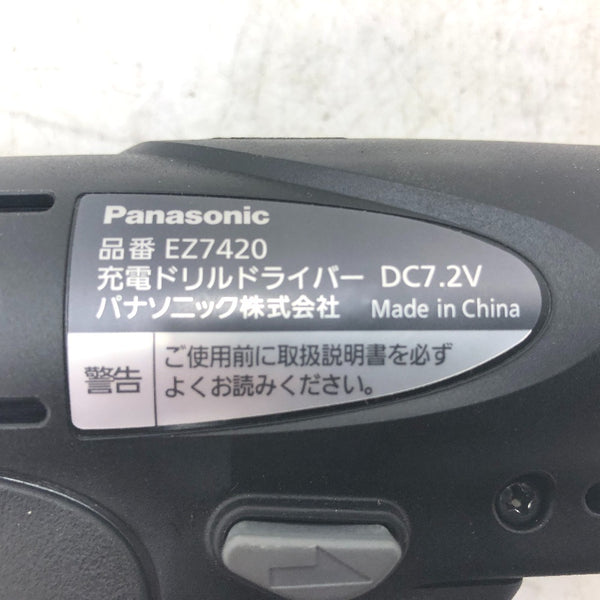 Panasonic
品番 EZ7420
充電ドリルドライバー DC7.2V
パナソニック株式会社 Made in China
警告
ご使用前に取扱説明書を必ず
よくお読みください。